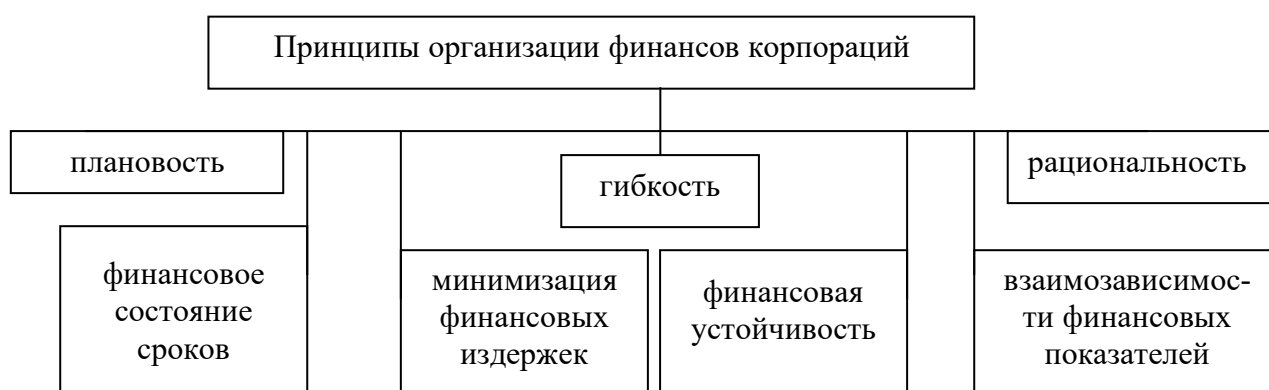 Принципы организации финансов корпораций
плановость
гибкость
рациональность
финансовое
состояние
сроков
минимизация
финансовых
издержек
финансовая
устойчивость
взаимозависимос-
ти финансовых
показателей